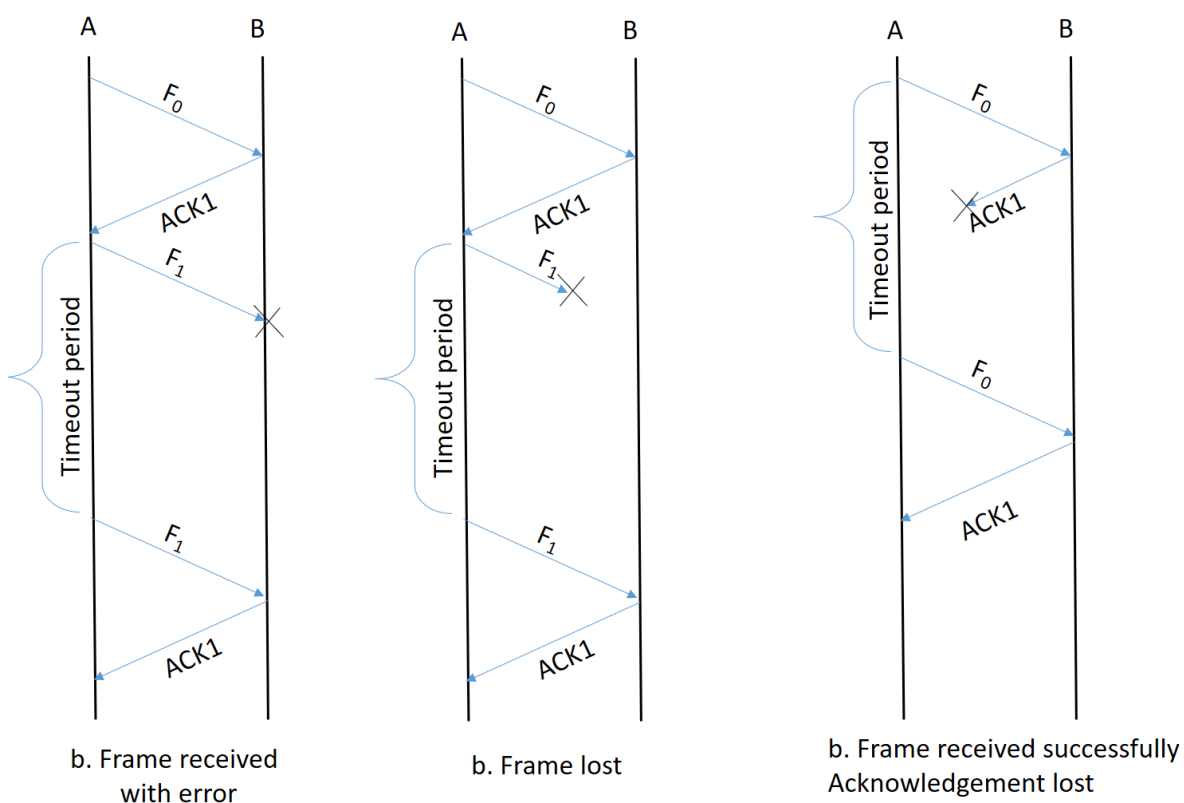 A
B
F0
ACK1
F1
Timeout period
F1
ACK1
b. Frame received
with error
A
B
F0
ACK1
F1
Timeout period
F1
ACK1
b. Frame lost
A
B
F0
ACK1
Timeout period
F0
ACK1
b. Frame received successfully
Acknowledgement lost